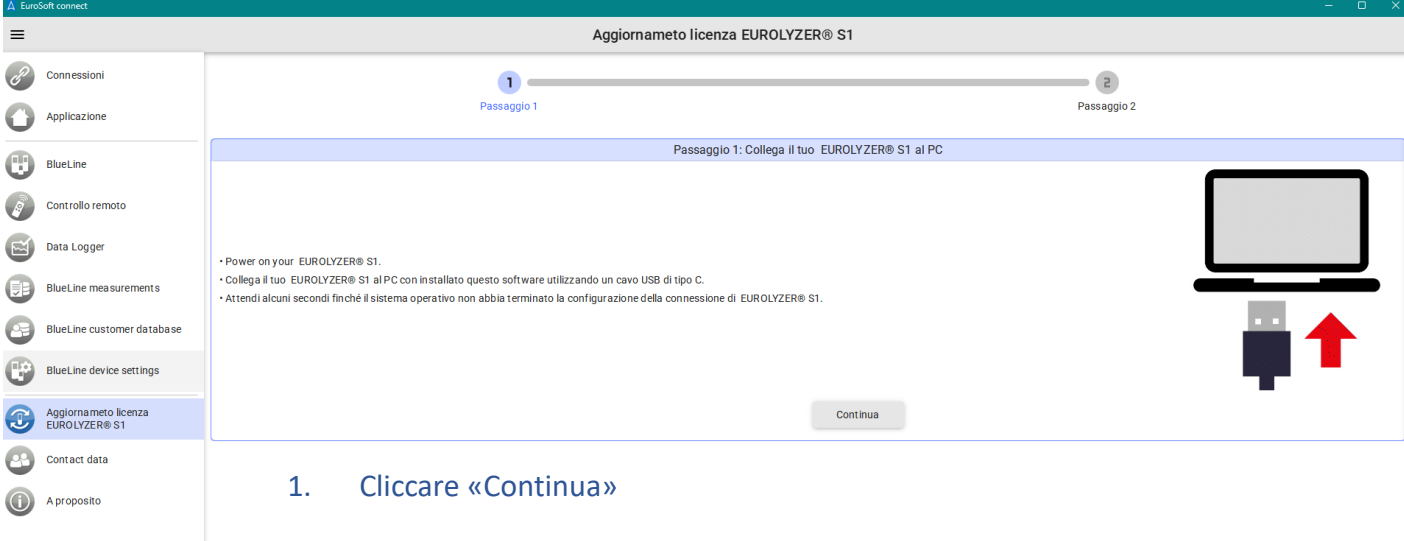 EuroSoft connect
Aggiornameto licenza EUROLYZER® S1
Connessioni
Applicazione
BlueLine
Controllo remoto
Data Logger
BlueLine measurements
BlueLine customer database
BlueLine device settings
Aggiornameto licenza
EUROLYZER® S1
Contact data
A proposito
1
2
Passaggio 1
Passaggio 2
Passaggio 1: Collega il tuo EUROLYZER® S1 al PC
• Power on your EUROLYZER® S1.
• Collega il tuo EUROLYZER® S1 al PC con installato questo software utilizzando un cavo USB di tipo C.
• Attendi alcuni secondi finché il sistema operativo non abbia terminato la configurazione della connessione di EUROLYZER® S1.
Continua
1. Cliccare «Continua»